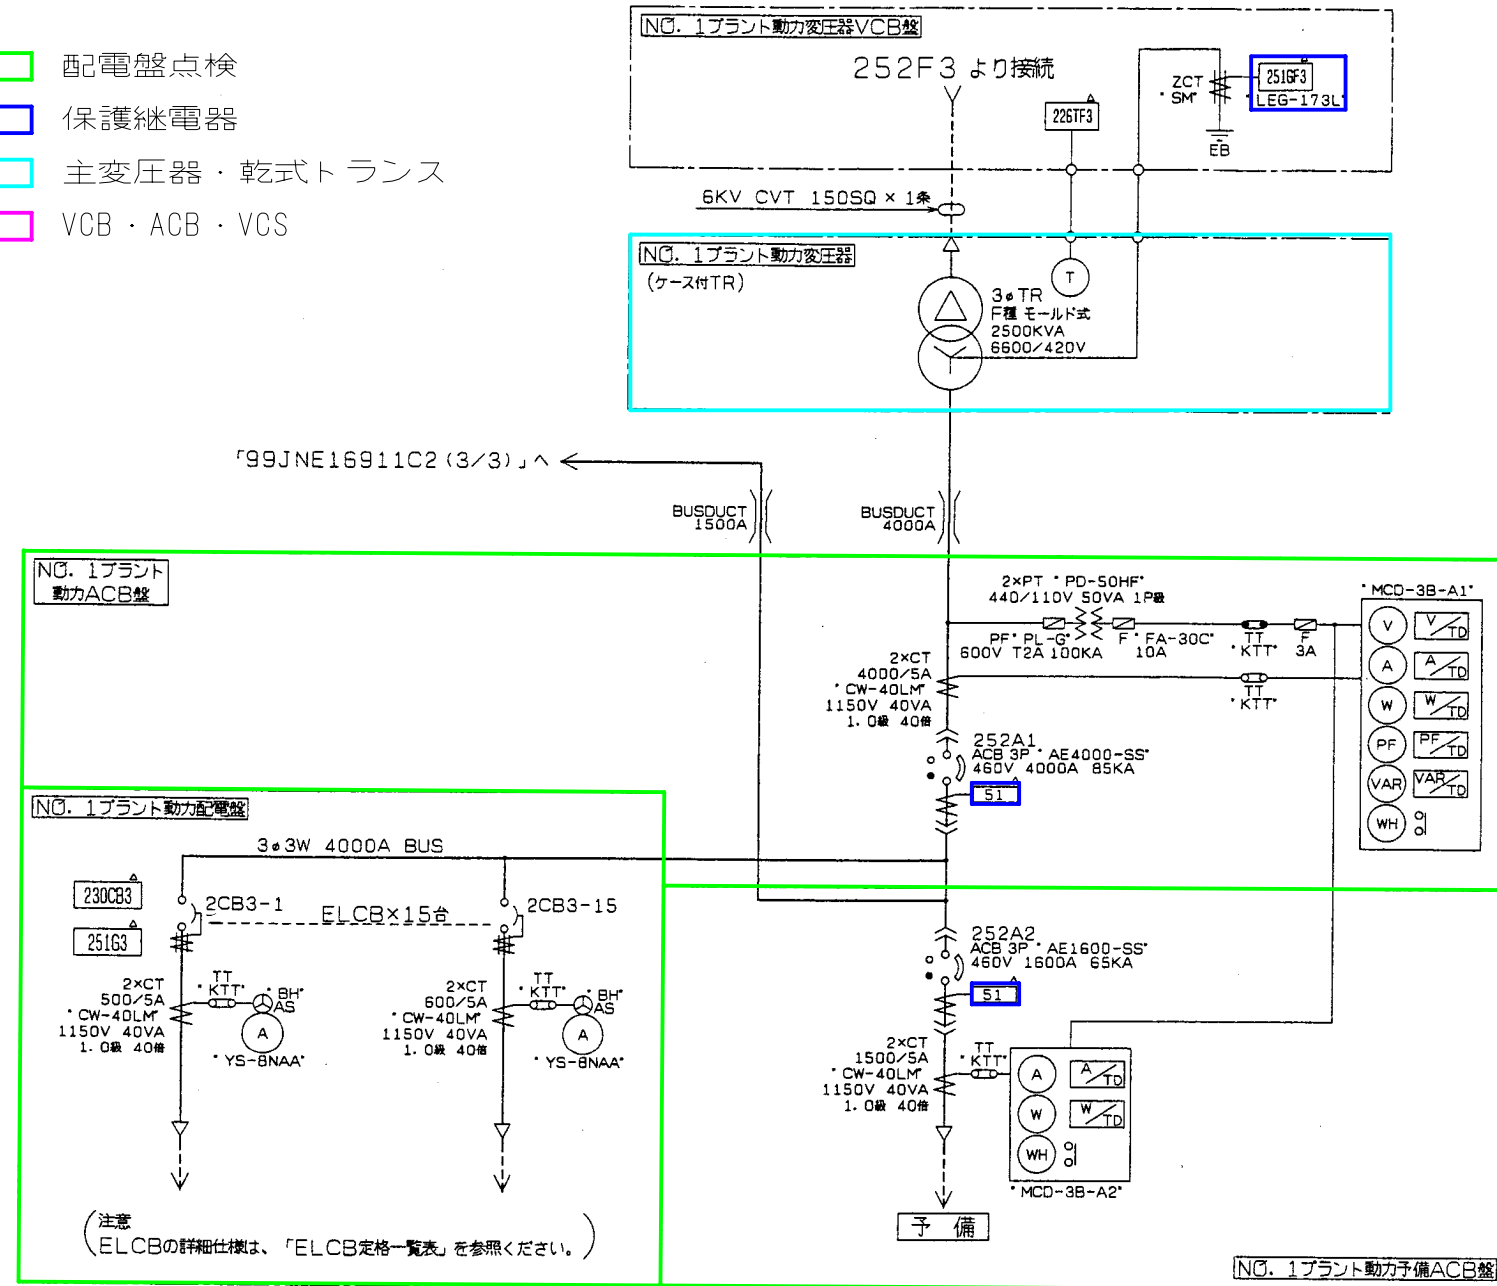 配電盤点検
保護継電器
主変圧器・乾式トランス
VCB・ACB・VCS
NO. 1プラント動力変圧器VCB盤
252F3 より接続
ZCT
"SM"
251GF3
"LEG-173L"
EB
226TF3
6KV CVT 150SQ × 1条
NO. 1プラント動力変圧器
(ケース付TR)
T
3φTR
F種 モールド式
2500KVA
6600/420V
「99JNE16911C2(3/3)」へ
BUSDUCT
1500A
BUSDUCT
4000A
NO. 1プラント
動力ACB盤
2×PT "PD-50HF"
440/110V 50VA 1P級
PF"PL-G"
600V T2A 100KA
F"FA-30C"
10A
TT
"KTT"
F
3A
TT
"KTT"
"MCD-3B-A1"
V V/TD
A A/TD
W W/TD
PF PF/TD
VAR VAR/TD
WH
2×CT
4000/5A
"CW-40LM"
1150V 40VA
1. 0級 40倍
252A1
ACB 3P "AE4000-SS"
460V 4000A 85KA
51
NO. 1プラント動力配電盤
3φ3W 4000A BUS
230CB3
251G3
2CB3-1
ELCB×15台
2CB3-15
2×CT
500/5A
"CW-40LM"
1150V 40VA
1. 0級 40倍
TT
"KTT"
"BH"
AS
A
"YS-8NAA"
2×CT
600/5A
"CW-40LM"
1150V 40VA
1. 0級 40倍
TT
"KTT"
"BH"
AS
A
"YS-8NAA"
252A2
ACB 3P "AE1600-SS"
460V 1600A 65KA
51
2×CT
1500/5A
"CW-40LM"
1150V 40VA
1. 0級 40倍
TT
"KTT"
A A/TD
W W/TD
WH
"MCD-3B-A2"
予 備
注意
ELCBの詳細仕様は、「ELCB定格一覧表」を参照ください。
NO. 1プラント動力予備ACB盤